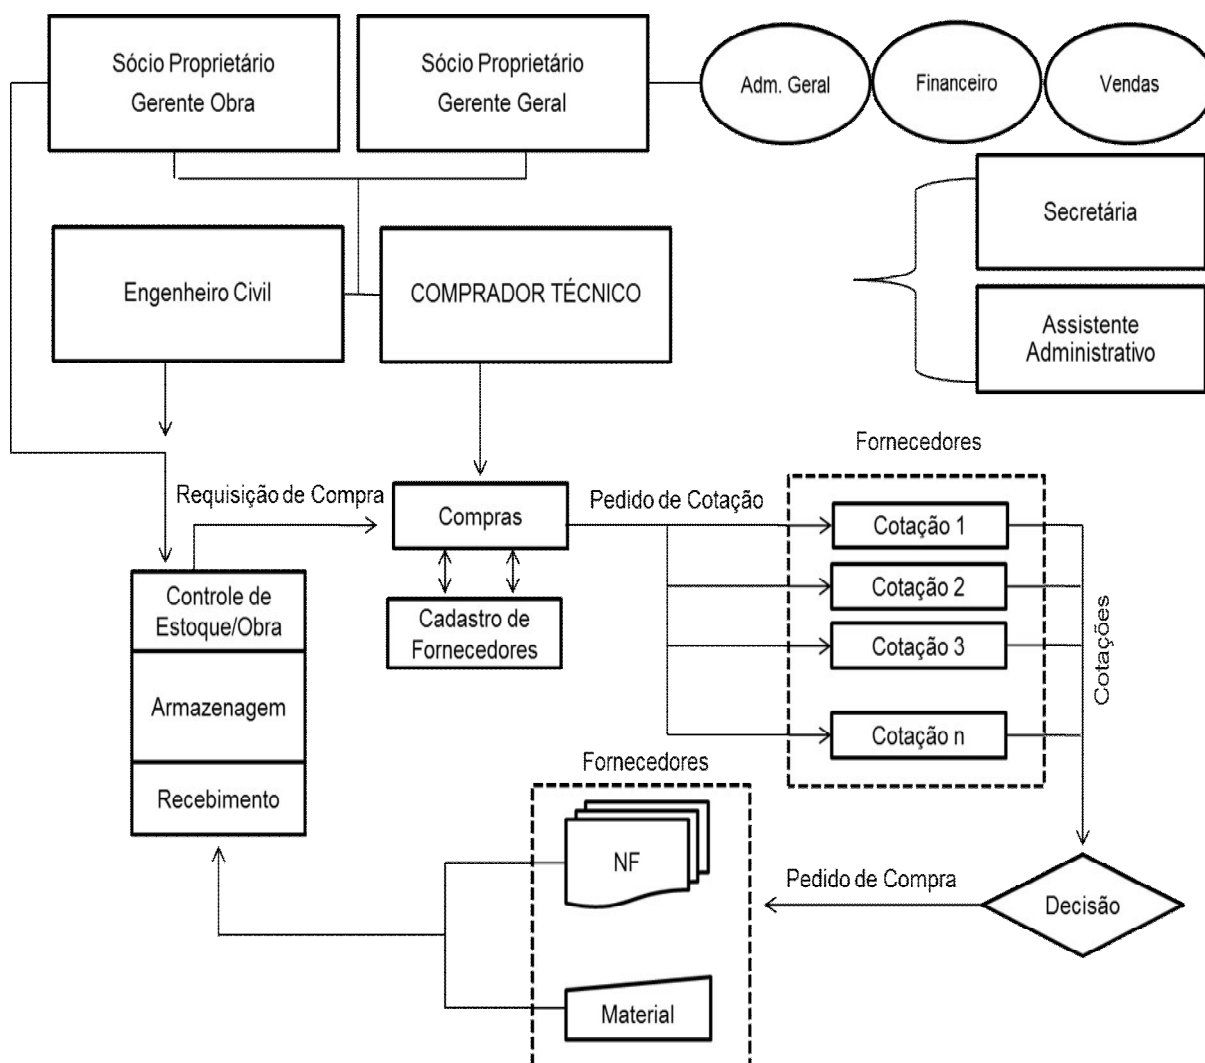 Sócio Proprietário
Gerente Obra
Sócio Proprietário
Gerente Geral
Adm. Geral
Financeiro
Vendas
Secretária
Engenheiro Civil
COMPRADOR TÉCNICO
Assistente
Administrativo
Fornecedores
Requisição de Compra
Compras
Pedido de Cotação
Cotação 1
Cotação 2
Cotação 3
Cotação n
Cotações
Controle de
Estoque/Obra
Cadastro de
Fornecedores
Armazenagem
Recebimento
Fornecedores
NF
Material
Pedido de Compra
Decisão